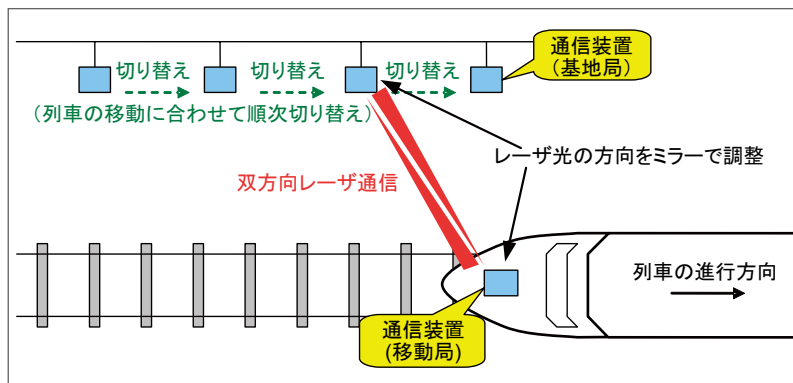 切り替え
切り替え
切り替え
通信装置
（基地局）
（列車の移動に合わせて順次切り替え）
レーザ光の方向をミラーで調整
双方向レーザ通信
列車の進行方向
通信装置
(移動局)